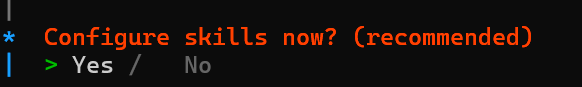 * Configure skills now? (recommended)
> Yes / No